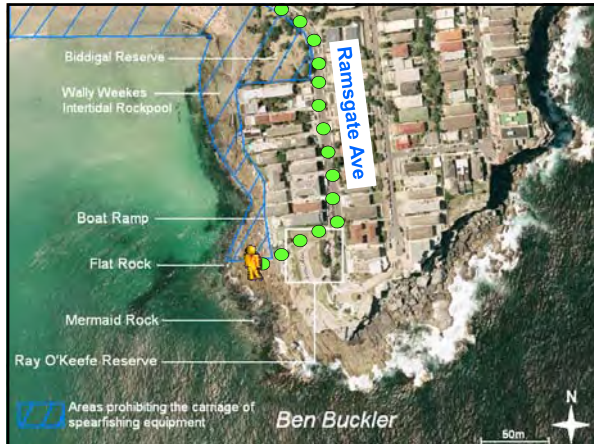 Biddigal Reserve
Wally Weekes
Intertidal Rockpool
Ramsgate Ave
Boat Ramp
Flat Rock
Mermaid Rock
Ray O'Keefe Reserve
Areas prohibiting the carriage of
spearfishing equipment
Ben Buckler
N
50m